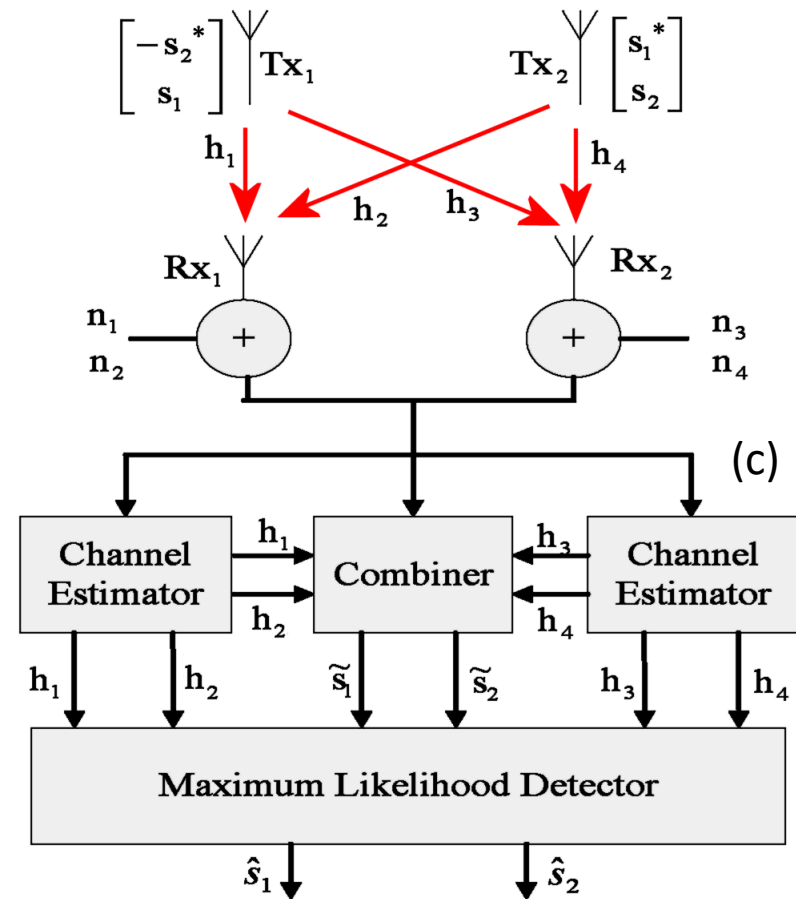 [-s₂* s₁] Tx₁ Tx₂ [s₁* s₂]
h₁ h₂ h₃ h₄
Rx₁ Rx₂
n₁ + + n₃
n₂ n₄
(c)
Channel Estimator
h₁
h₂
Combiner
h₃
h₄
Channel Estimator
h₁ h₂ s̃₁ s̃₂ h₃ h₄
Maximum Likelihood Detector
ŝ₁ ŝ₂